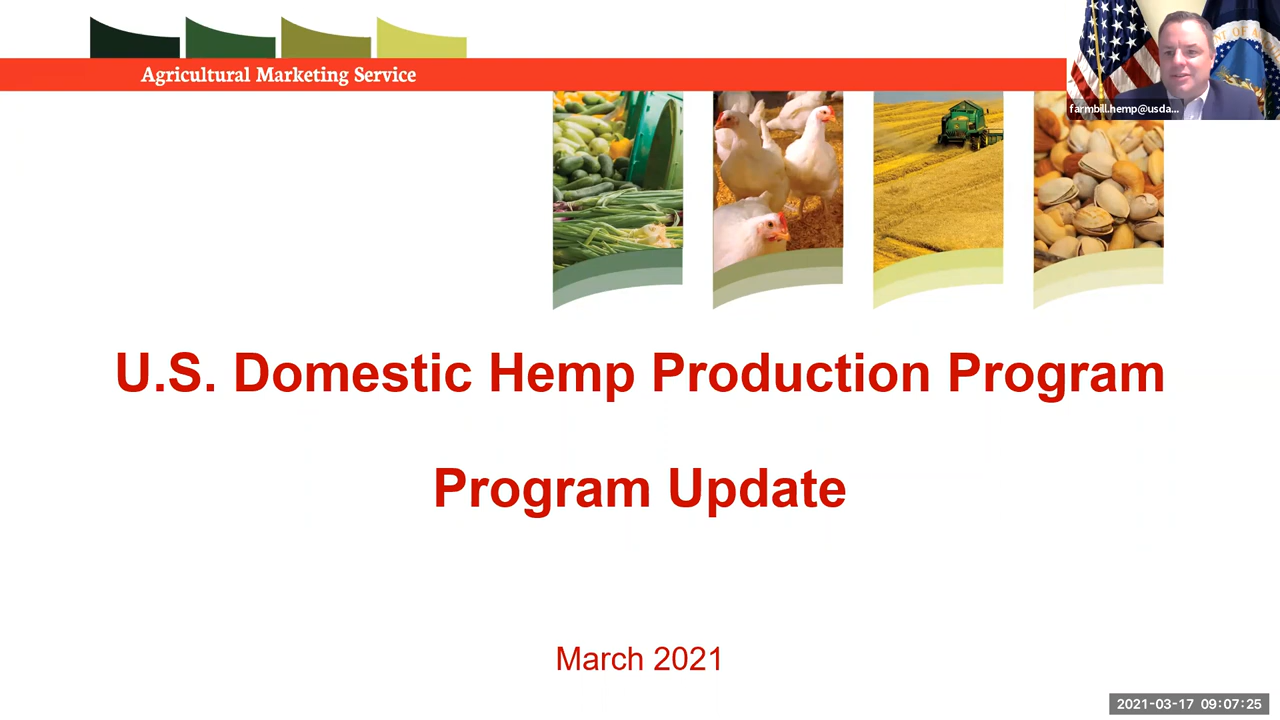 Agricultural Marketing Service
farmbill.hemp@usda...
U.S. Domestic Hemp Production Program
Program Update
March 2021
2021-03-17 09:07:25